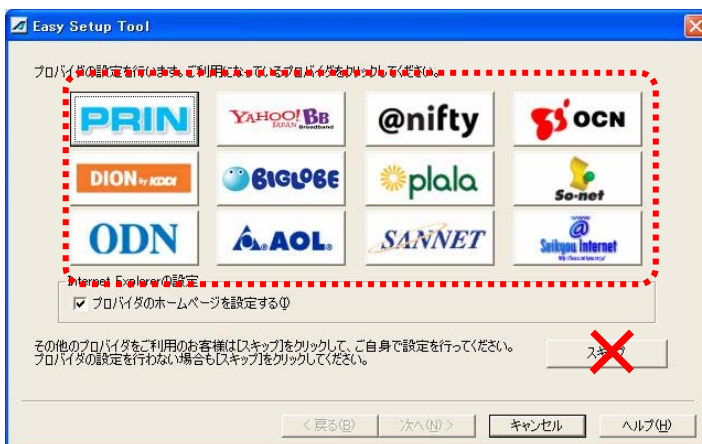 Easy Setup Tool
プロバイダの設定を行います。ご利用になっているプロバイダをクリックしてください。
PRIN
YAHOO! BB
JAPAN Broadband
@nifty
OCN
DION by KDDI
BIGLOBE
plala
So-net
ODN
AOL.
SANNET
Seikyou Internet
Internet Explorerの設定
プロバイダのホームページを設定する(I)
その他のプロバイダをご利用のお客様は[スキップ]をクリックして、ご自身で設定を行ってください。
プロバイダの設定を行わない場合も[スキップ]をクリックしてください。
スキップ
< 戻る(B)
次へ(N) >
キャンセル
ヘルプ(H)